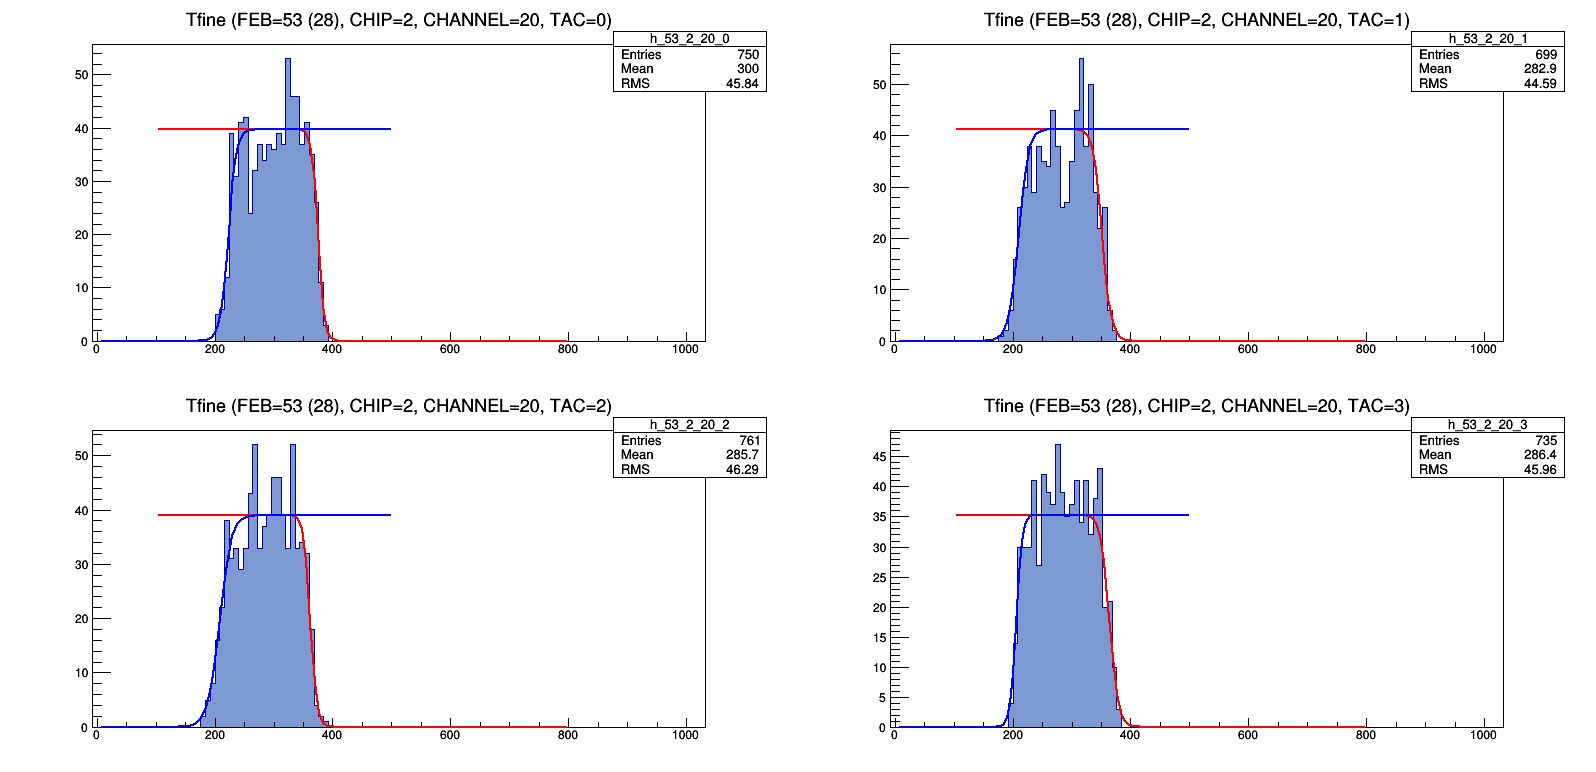 Tfine (FEB=53 (28), CHIP=2, CHANNEL=20, TAC=0)
h_53_2_20_0
Entries 750
Mean 300
RMS 45.84
50
40
30
20
10
0
0 200 400 600 800 1000
Tfine (FEB=53 (28), CHIP=2, CHANNEL=20, TAC=1)
h_53_2_20_1
Entries 699
Mean 282.9
RMS 44.59
50
40
30
20
10
0
0 200 400 600 800 1000
Tfine (FEB=53 (28), CHIP=2, CHANNEL=20, TAC=2)
h_53_2_20_2
Entries 761
Mean 285.7
RMS 46.29
50
40
30
20
10
0
0 200 400 600 800 1000
Tfine (FEB=53 (28), CHIP=2, CHANNEL=20, TAC=3)
h_53_2_20_3
Entries 735
Mean 286.4
RMS 45.96
45
40
35
30
25
20
15
10
5
0
0 200 400 600 800 1000